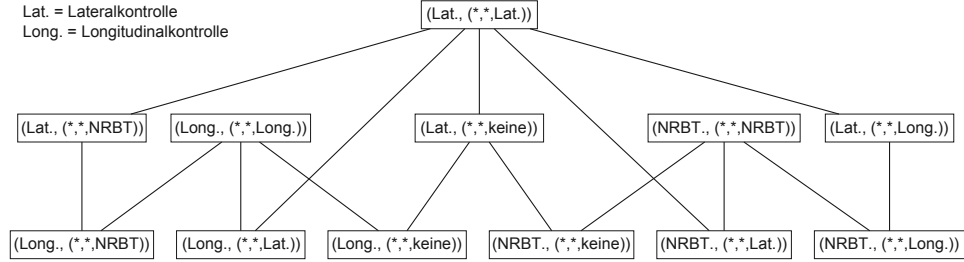 Lat. = Lateralkontrolle
Long. = Longitudinalkontrolle
(Lat., (*,*,Lat.))
(Lat., (*,*,NRBT)) (Long., (*,*,Long.)) (Lat., (*,*,keine)) (NRBT., (*,*,NRBT)) (Lat., (*,*,Long.))
(Long., (*,*,NRBT)) (Long., (*,*,Lat.)) (Long., (*,*,keine)) (NRBT., (*,*,keine)) (NRBT., (*,*,Lat.)) (NRBT., (*,*,Long.))